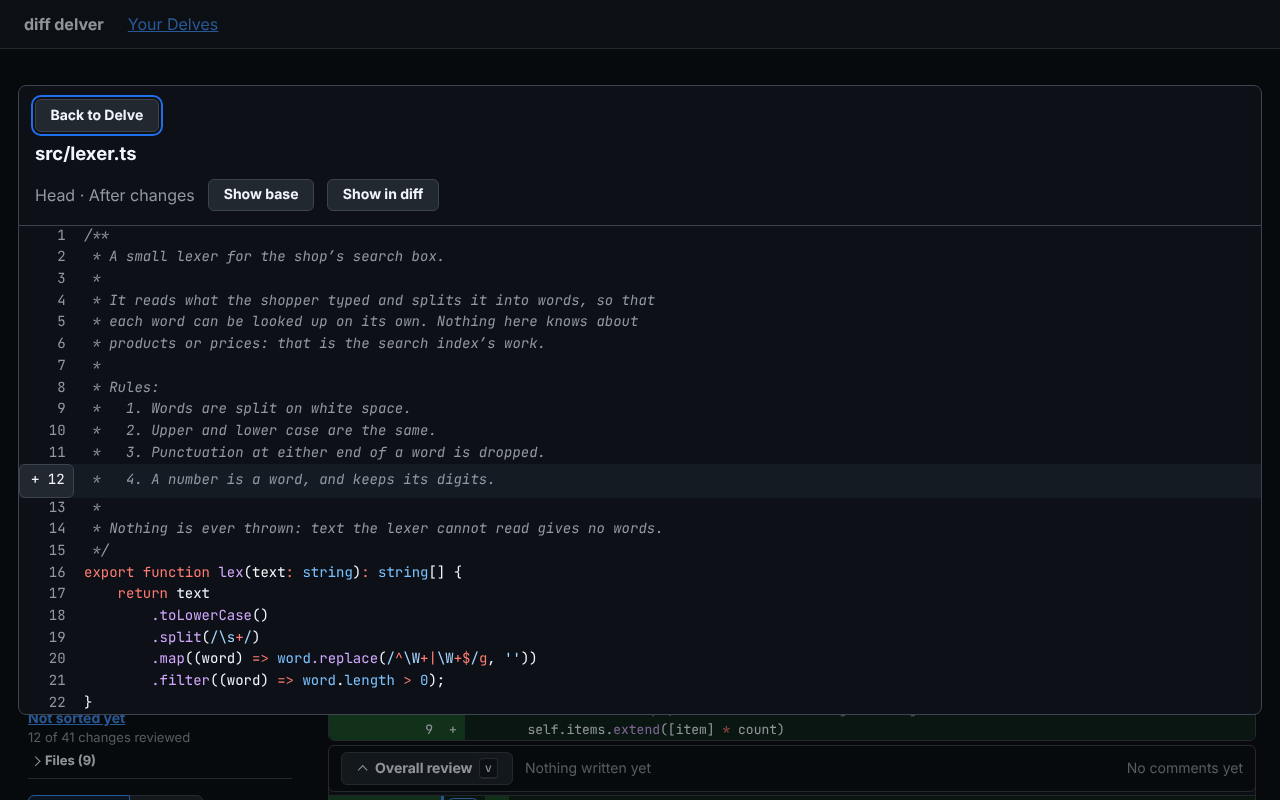 diff delver Your Delves
Back to Delve
src/lexer.ts
Head · After changes Show base Show in diff
1 /**
2 * A small lexer for the shop’s search box.
3 *
4 * It reads what the shopper typed and splits it into words, so that
5 * each word can be looked up on its own. Nothing here knows about
6 * products or prices: that is the search index’s work.
7 *
8 * Rules:
9 *   1. Words are split on white space.
10 *   2. Upper and lower case are the same.
11 *   3. Punctuation at either end of a word is dropped.
+ 12 *   4. A number is a word, and keeps its digits.
13 *
14 * Nothing is ever thrown: text the lexer cannot read gives no words.
15 */
16 export function lex(text: string): string[] {
17     return text
18         .toLowerCase()
19         .split(/\s+/)
20         .map((word) => word.replace(/^\W+|\W+$/g, ''))
21         .filter((word) => word.length > 0);
22 }
Not sorted yet
12 of 41 changes reviewed
Files (9)
9 + self.items.extend([item] * count)
Overall review v Nothing written yet No comments yet